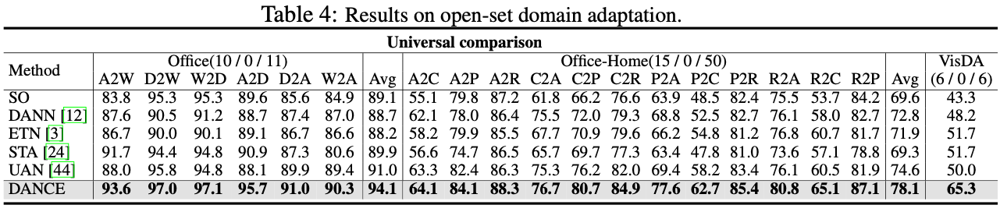 Table 4: Results on open-set domain adaptation.
Universal comparison
Method Office(10 / 0 / 11) Office-Home(15 / 0 / 50) VisDA
A2W D2W W2D A2D D2A W2A Avg A2C A2P A2R C2A C2P C2R P2A P2C P2R R2A R2C R2P Avg (6 / 0 / 6)
SO 83.8 95.3 95.3 89.6 85.6 84.9 89.1 55.1 79.8 87.2 61.8 66.2 76.6 63.9 48.5 82.4 75.5 53.7 84.2 69.6 43.3
DANN [12] 87.6 90.5 91.2 88.7 87.4 87.0 88.7 62.1 78.0 86.4 75.5 72.0 79.3 68.8 52.5 82.7 76.1 58.0 82.7 72.8 48.2
ETN [3] 86.7 90.0 90.1 89.1 86.7 86.6 88.2 58.2 79.9 85.5 67.7 70.9 79.6 66.2 54.8 81.2 76.8 60.7 81.7 71.9 51.7
STA [24] 91.7 94.4 94.8 90.9 87.3 80.6 89.9 56.6 74.7 86.5 65.7 69.7 77.3 63.4 47.8 81.0 73.6 57.1 78.8 69.3 51.7
UAN [44] 88.0 95.8 94.8 88.1 89.9 89.4 91.0 63.3 82.4 86.3 75.3 76.2 82.0 69.4 58.2 83.4 76.1 60.5 81.9 74.6 50.0
DANCE 93.6 97.0 97.1 95.7 91.0 90.3 94.1 64.1 84.1 88.3 76.7 80.7 84.9 77.6 62.7 85.4 80.8 65.1 87.1 78.1 65.3